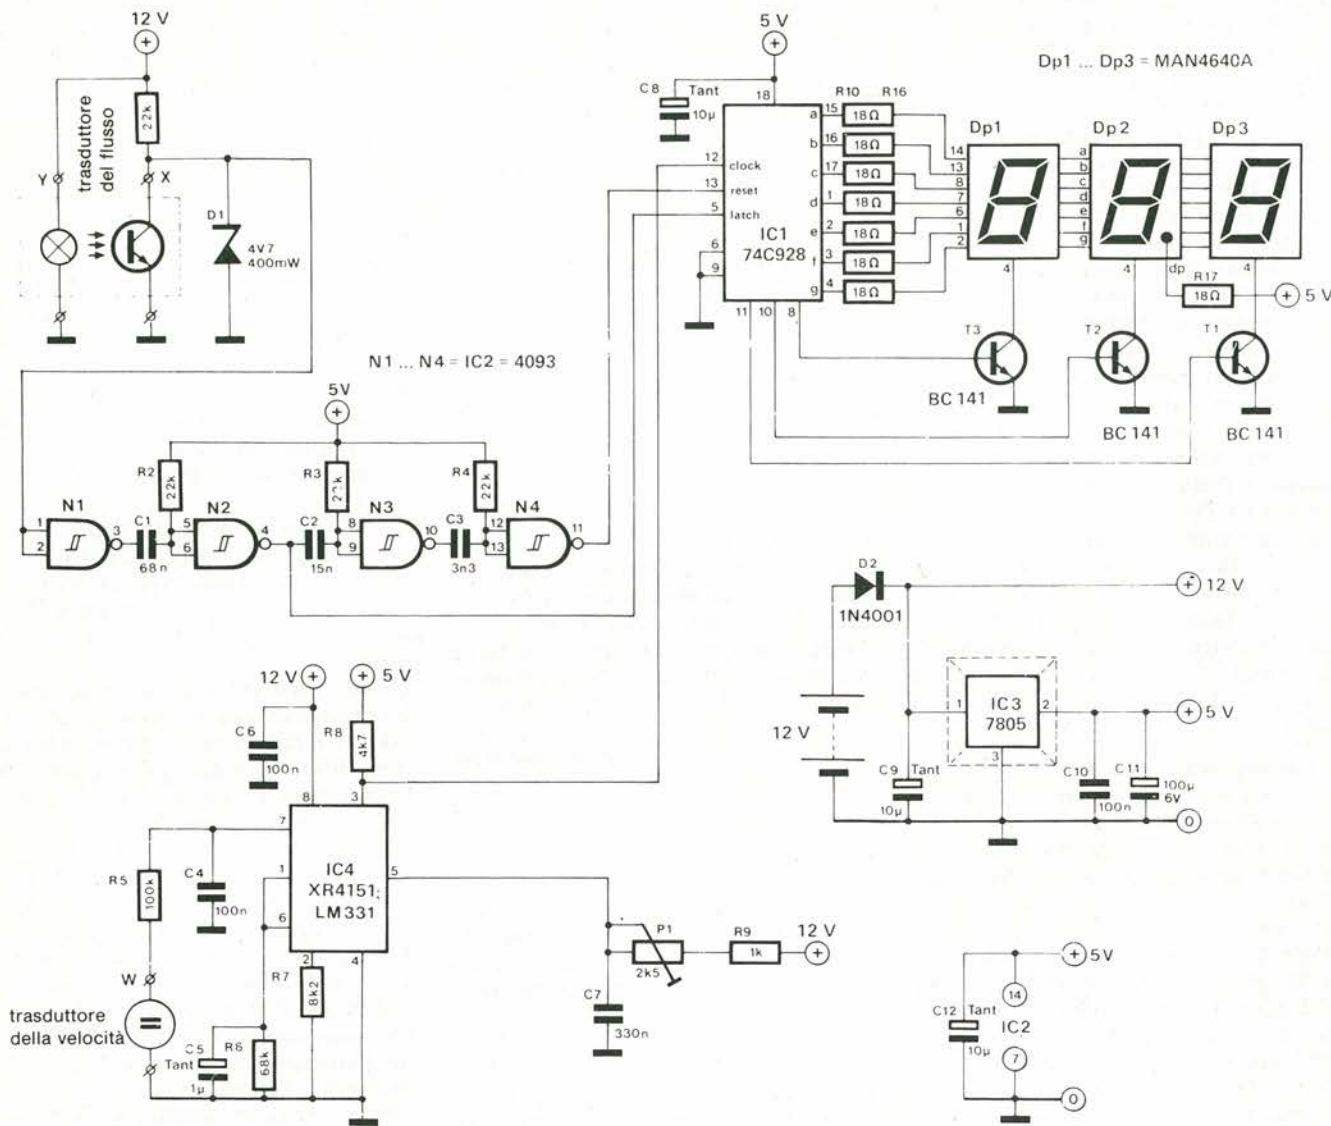 12 V
+
22k
trasduttore
del flusso
Y
X
D1
4V7
400mW
N1 ... N4 = IC2 = 4093
5V
+
R2
22k
R3
22k
R4
22k
N1
1
2
3
C1
68n
N2
5
6
4
C2
15n
N3
8
9
10
C3
3n3
N4
12
13
11
5 V
+
C8
Tant
10µ
18
12
clock
13
reset
5
latch
6
9
IC1
74C928
11
10
8
a
15
b
16
c
17
d
1
e
2
f
3
g
4
R10
R16
18Ω
18Ω
18Ω
18Ω
18Ω
18Ω
18Ω
Dp1 ... Dp3 = MAN4640A
Dp1
14
13
8
7
6
1
2
4
Dp2
a
b
c
d
e
f
g
4
dp
Dp3
4
R17
18Ω
+
5 V
T3
BC 141
T2
BC 141
T1
BC 141
12 V
+
5 V
+
C6
100n
R8
4k7
8
3
7
1
6
5
2
4
IC4
XR4151;
LM331
R5
100k
C4
100n
W
trasduttore
della velocità
C5
Tant
1µ
R6
68k
R7
8k2
C7
330n
P1
2k5
R9
1k
12 V
+
D2
1N4001
+
12 V
12 V
1
IC3
7805
2
3
+
5 V
C9
Tant
10µ
C10
100n
C11
100µ
6V
0
+
5V
14
C12
Tant
10µ
IC2
7
0